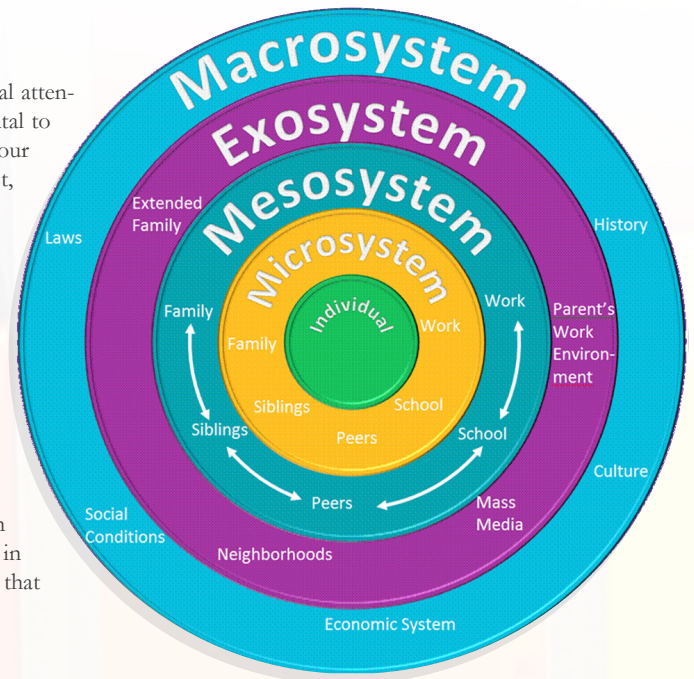 al atten-
tal to
our
t,
n
in
that
Macrosystem
Exosystem
Mesosystem
Microsystem
Individual
Laws
History
Culture
Economic System
Social
Conditions
Extended
Family
Parent's
Work
Environ-
ment
Mass
Media
Neighborhoods
Family
Siblings
Peers
School
Work
Family
Siblings
Peers
School
Work